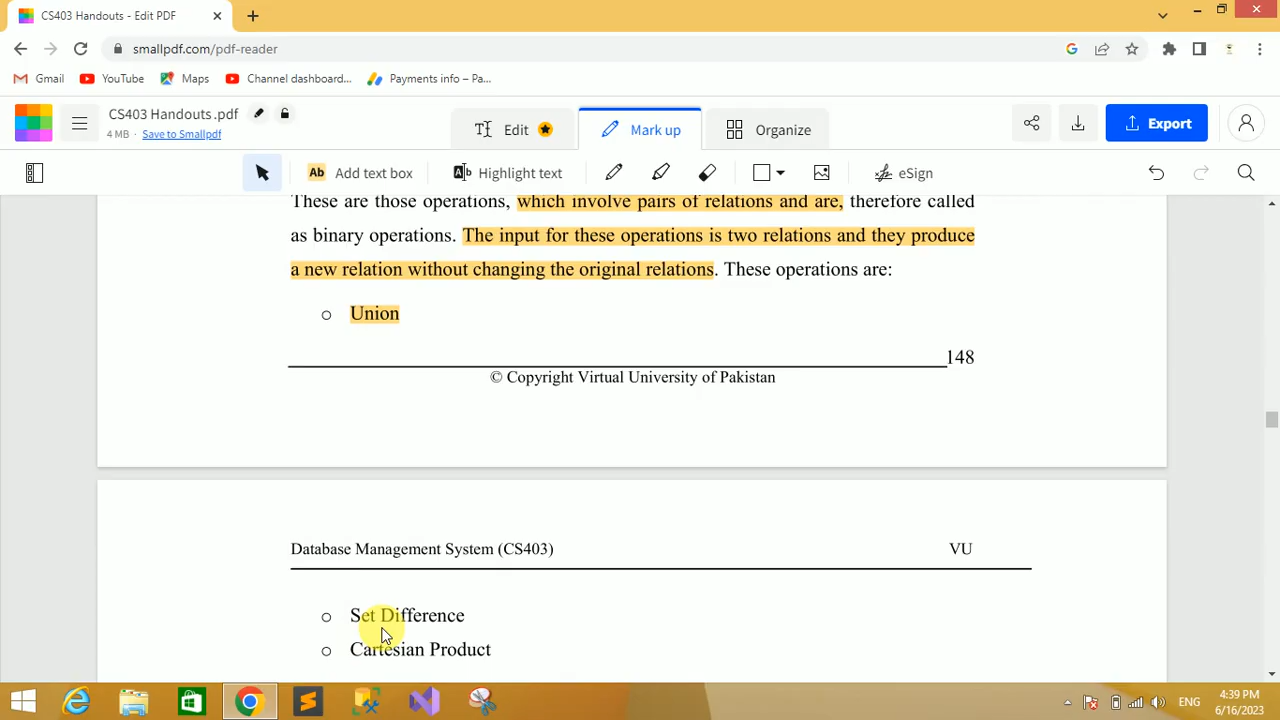 CS403 Handouts - Edit PDF
smallpdf.com/pdf-reader
Gmail YouTube Maps Channel dashboard... Payments info – Pa...
CS403 Handouts .pdf
4 MB · Save to Smallpdf
Edit Mark up Organize
Export
Ab Add text box Highlight text eSign
These are those operations, which involve pairs of relations and are, therefore called
as binary operations. The input for these operations is two relations and they produce
a new relation without changing the original relations. These operations are:
o Union
148
© Copyright Virtual University of Pakistan
Database Management System (CS403) VU
o Set Difference
o Cartesian Product
ENG
4:39 PM
6/16/2023